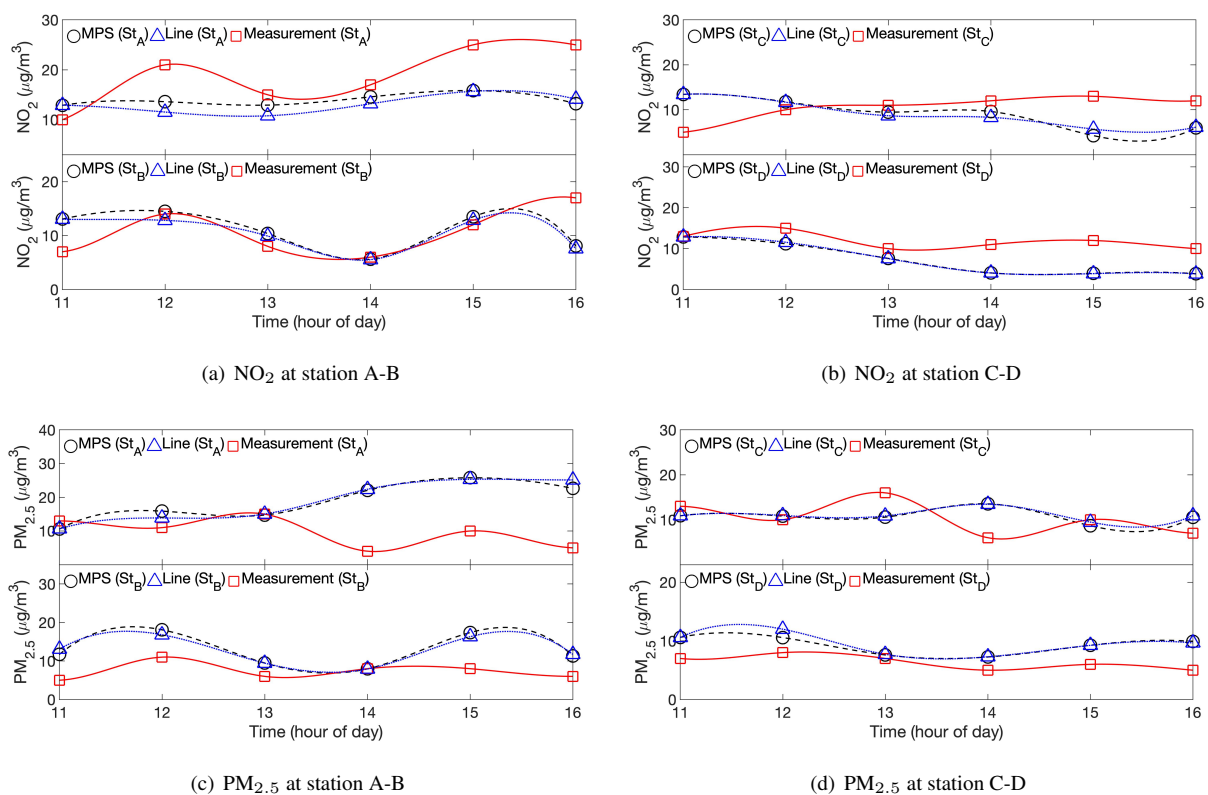 30
20
10
NO2 (μg/m3)
MPS (StA) Line (StA) Measurement (StA)
20
10
0
NO2 (μg/m3)
MPS (StB) Line (StB) Measurement (StB)
11 12 13 14 15 16
Time (hour of day)
(a) NO2 at station A-B
30
20
10
NO2 (μg/m3)
MPS (StC) Line (StC) Measurement (StC)
30
20
10
0
NO2 (μg/m3)
MPS (StD) Line (StD) Measurement (StD)
11 12 13 14 15 16
Time (hour of day)
(b) NO2 at station C-D
40
30
20
10
PM2.5 (μg/m3)
MPS (StA) Line (StA) Measurement (StA)
30
20
10
0
PM2.5 (μg/m3)
MPS (StB) Line (StB) Measurement (StB)
11 12 13 14 15 16
Time (hour of day)
(c) PM2.5 at station A-B
30
20
10
PM2.5 (μg/m3)
MPS (StC) Line (StC) Measurement (StC)
20
10
0
PM2.5 (μg/m3)
MPS (StD) Line (StD) Measurement (StD)
11 12 13 14 15 16
Time (hour of day)
(d) PM2.5 at station C-D